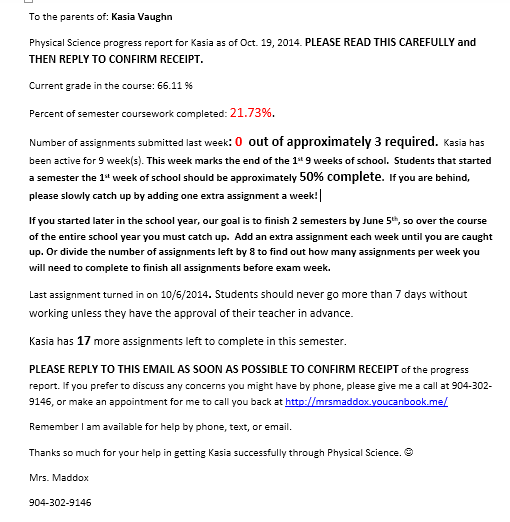 To the parents of: Kasia Vaughn
Physical Science progress report for Kasia as of Oct. 19, 2014. PLEASE READ THIS CAREFULLY and
THEN REPLY TO CONFIRM RECEIPT.
Current grade in the course: 66.11 %
Percent of semester coursework completed: 21.73%.
Number of assignments submitted last week: 0 out of approximately 3 required. Kasia has
been active for 9 week(s). This week marks the end of the 1st 9 weeks of school. Students that started
a semester the 1st week of school should be approximately 50% complete. If you are behind,
please slowly catch up by adding one extra assignment a week!
If you started later in the school year, our goal is to finish 2 semesters by June 5th, so over the course
of the entire school year you must catch up. Add an extra assignment each week until you are caught
up. Or divide the number of assignments left by 8 to find out how many assignments per week you
will need to complete to finish all assignments before exam week.
Last assignment turned in on 10/6/2014. Students should never go more than 7 days without
working unless they have the approval of their teacher in advance.
Kasia has 17 more assignments left to complete in this semester.
PLEASE REPLY TO THIS EMAIL AS SOON AS POSSIBLE TO CONFIRM RECEIPT of the progress
report. If you prefer to discuss any concerns you might have by phone, please give me a call at 904-302-
9146, or make an appointment for me to call you back at http://mrsmaddox.youcanbook.me/
Remember I am available for help by phone, text, or email.
Thanks so much for your help in getting Kasia successfully through Physical Science. ☺
Mrs. Maddox
904-302-9146